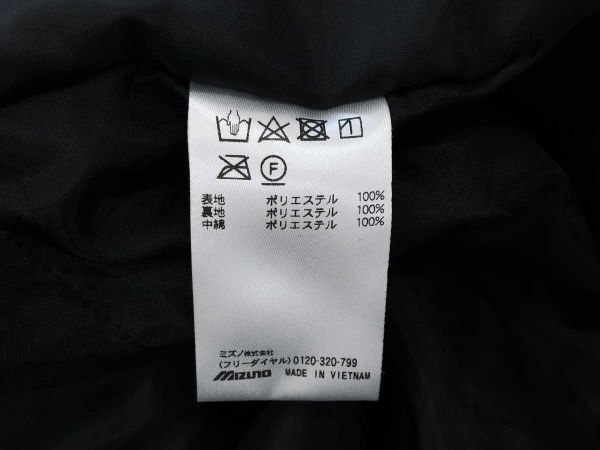 F
表地 ポリエステル 100%
裏地 ポリエステル 100%
中綿 ポリエステル 100%
ミズノ株式会社
(フリーダイヤル)0120-320-799
MIZUNO MADE IN VIETNAM